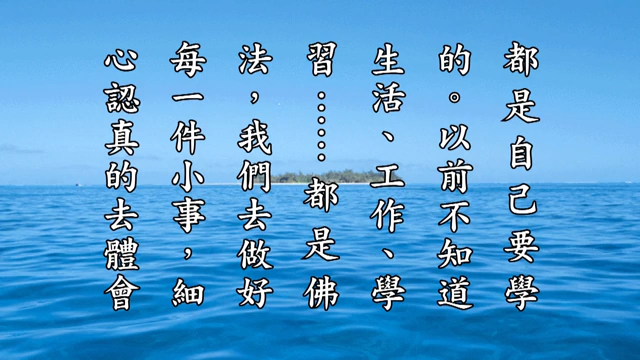 都是自己要學
的。以前不知道
生活、工作、學
習……都是佛
法，我們去做好
每一件小事，細
心認真的去體會